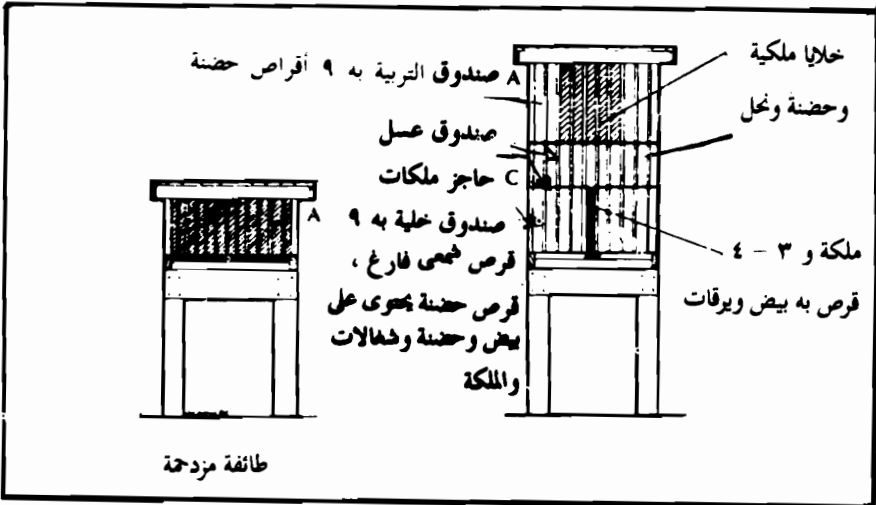 خلايا ملكية
وحضنة ونحل
A صندوق التربية به ٩ أقراص حضنة
صندوق عسل
C حاجز ملكات
صندوق خلية به ٩
قرص شمعى فارغ ،
قرص حضنة يحتوى على
بيض وحضنة وشغالات
والملكة
ملكة و ٣ – ٤
قرص به بيض ويرقات
A
طائفة مزدحمة